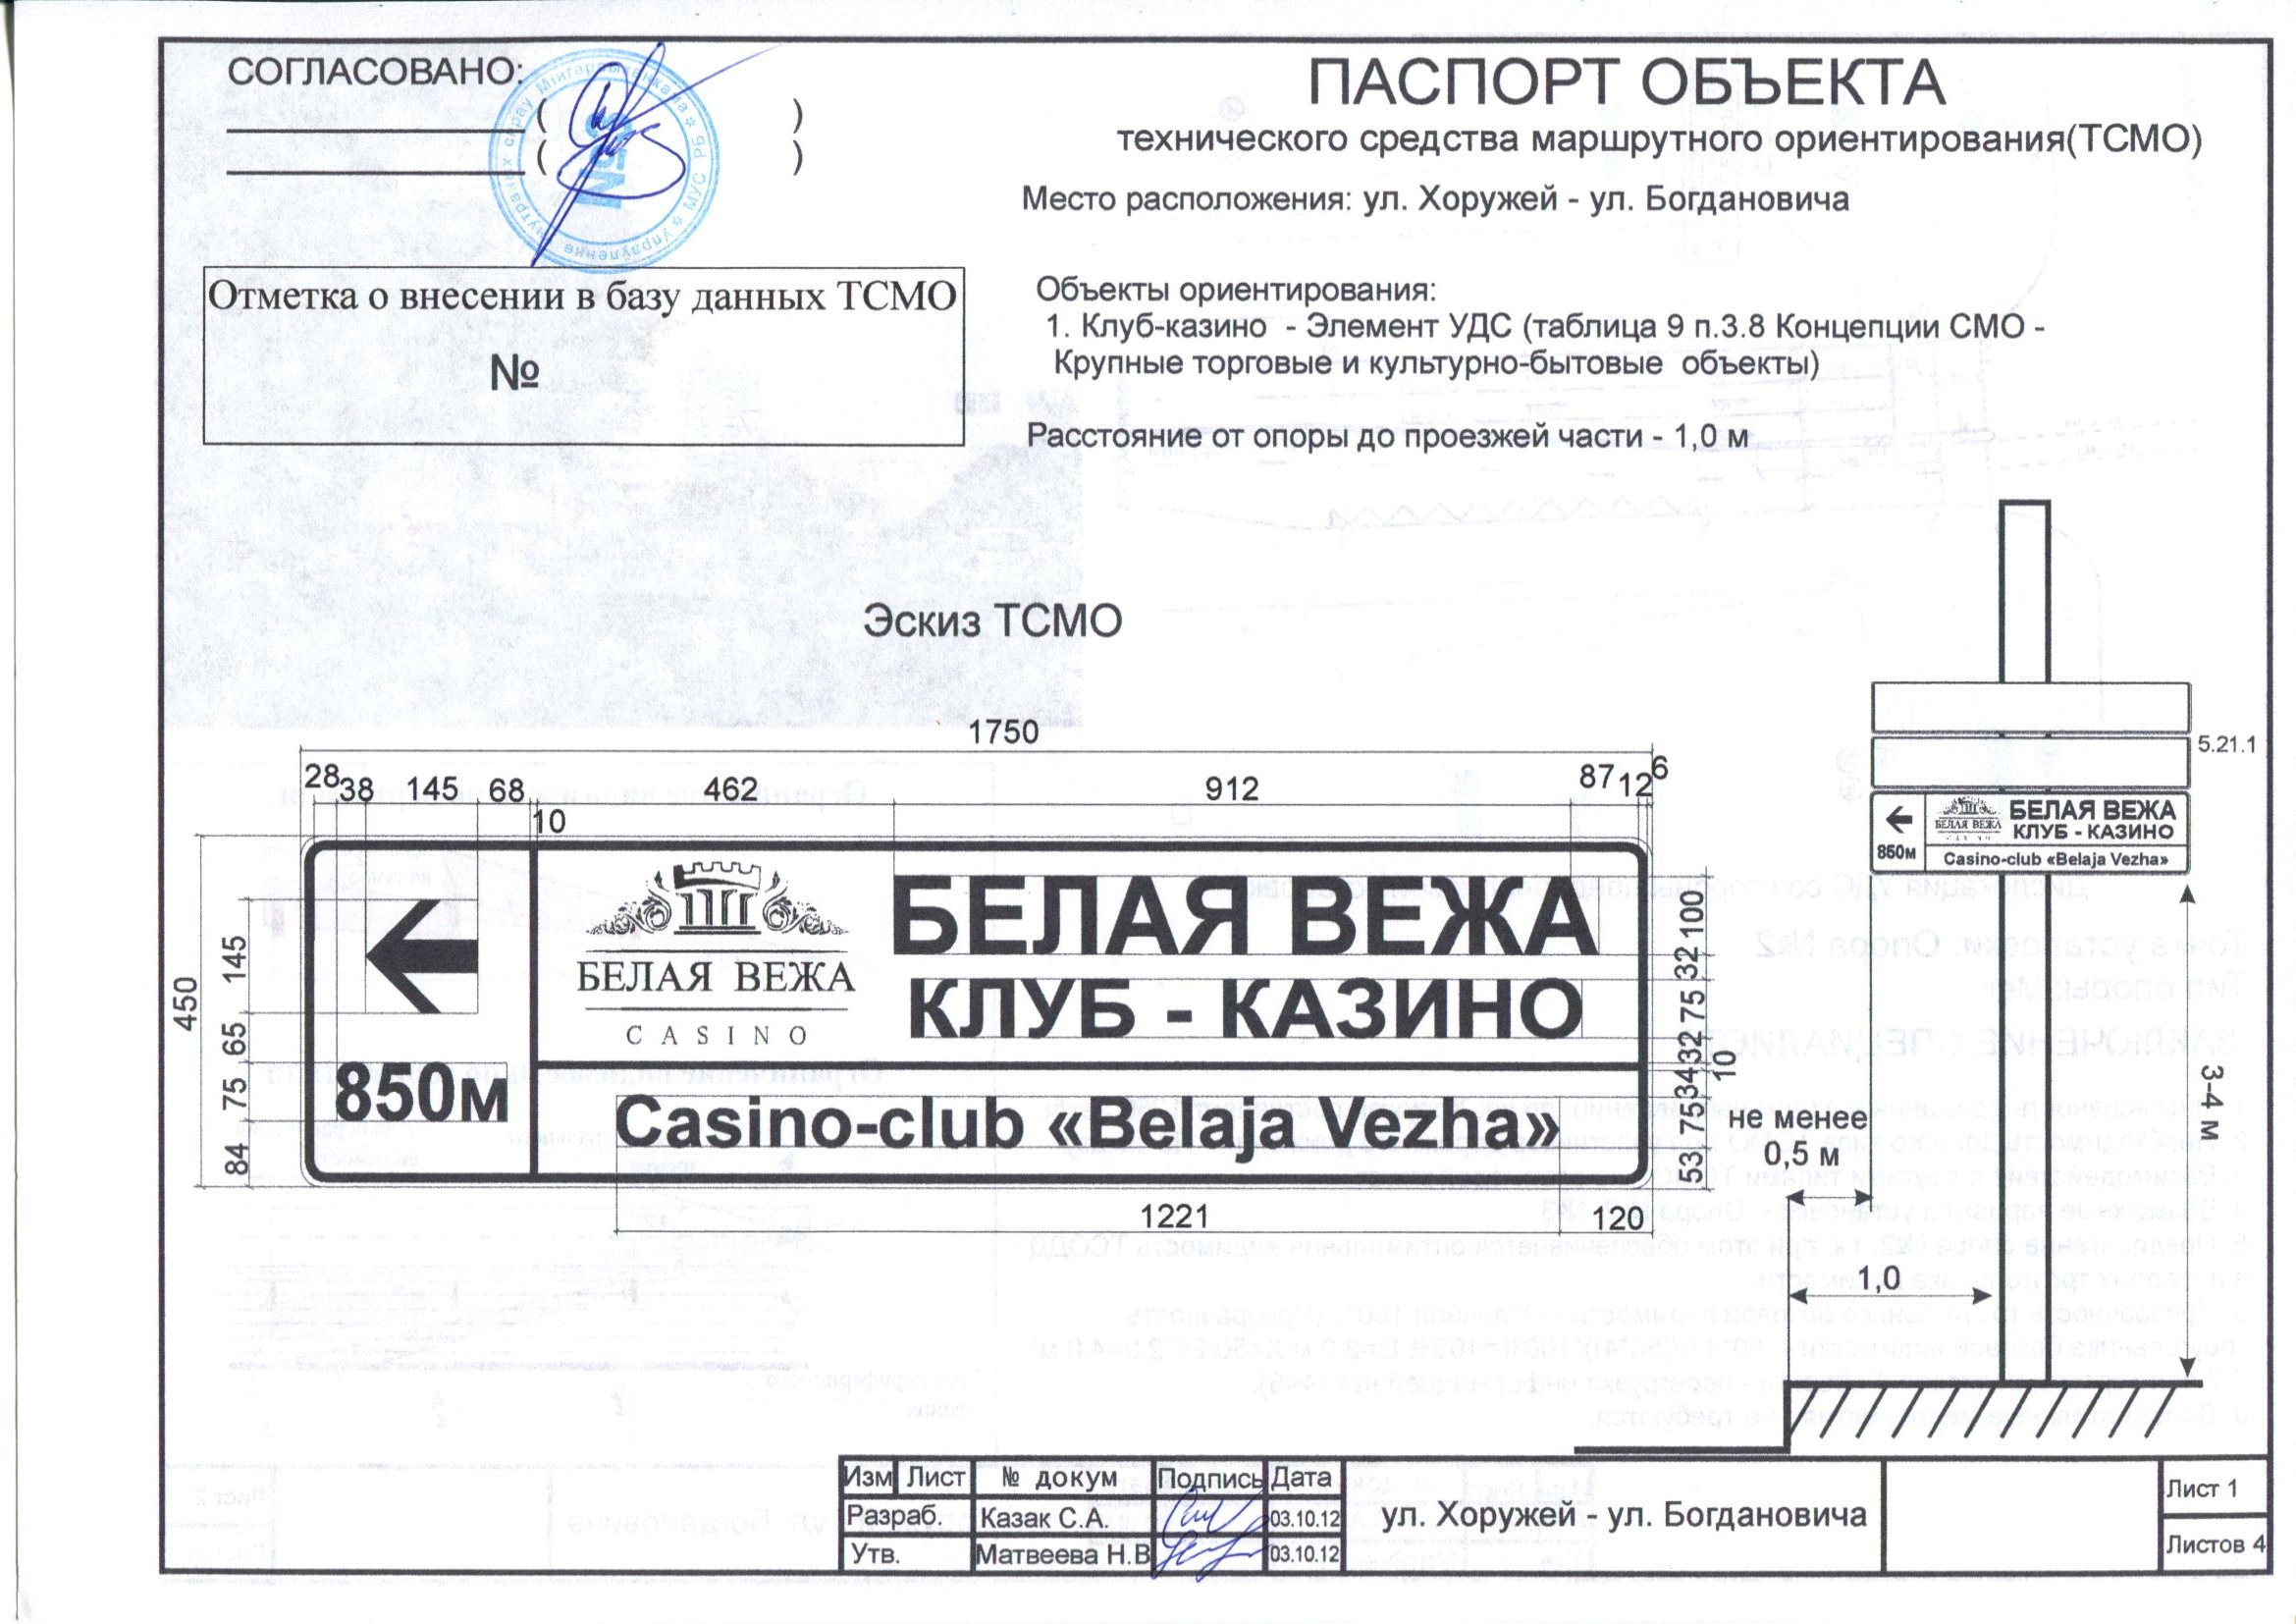 СОГЛАСОВАНО:
( )
( )
№3
Отметка о внесении в базу данных ТСМО
№
ПАСПОРТ ОБЪЕКТА
технического средства маршрутного ориентирования(ТСМО)
Место расположения: ул. Хоружей - ул. Богдановича
Объекты ориентирования:
1. Клуб-казино - Элемент УДС (таблица 9 п.3.8 Концепции СМО -
Крупные торговые и культурно-бытовые объекты)
Расстояние от опоры до проезжей части - 1,0 м
Эскиз ТСМО
1750
28 38 145 68 10 462 912 87 12 6
450
145 65 75 84
850м
БЕЛАЯ ВЕЖА
CASINO
БЕЛАЯ ВЕЖА
КЛУБ - КАЗИНО
Casino-club «Belaja Vezha»
100 32 75 32 10 34 75 53
1221 120
5.21.1
850м
БЕЛАЯ ВЕЖА
БЕЛАЯ ВЕЖА
КЛУБ - КАЗИНО
Casino-club «Belaja Vezha»
3-4 м
не менее
0,5 м
1,0
Изм Лист № докум Подпись Дата
Разраб. Казак С.А. 03.10.12
Утв. Матвеева Н.В 03.10.12
ул. Хоружей - ул. Богдановича
Лист 1
Листов 4